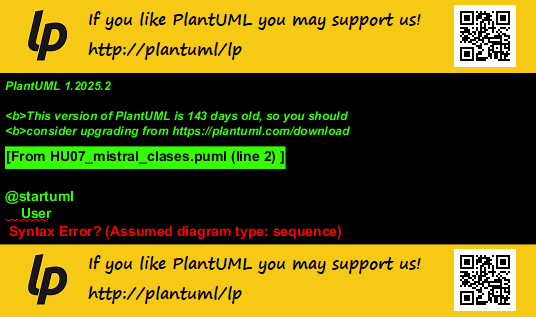 lp If you like PlantUML you may support us!
http://plantuml/lp
PlantUML 1.2025.2
<b>This version of PlantUML is 143 days old, so you should
<b>consider upgrading from https://plantuml.com/download
[From HU07_mistral_clases.puml (line 2) ]
@startuml
User
Syntax Error? (Assumed diagram type: sequence)
lp If you like PlantUML you may support us!
http://plantuml/lp